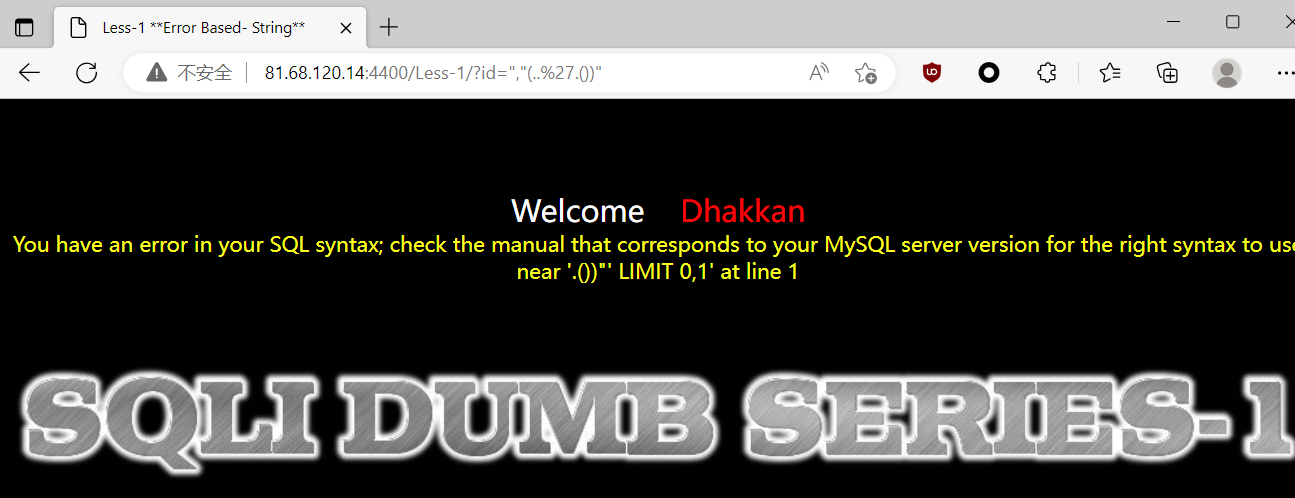 Less-1 **Error Based- String**
不安全 81.68.120.14:4400/Less-1/?id=","(..%27.())"
Welcome Dhakkan
You have an error in your SQL syntax; check the manual that corresponds to your MySQL server version for the right syntax to use
near '.())"' LIMIT 0,1' at line 1
SQLI DUMB SERIES-1